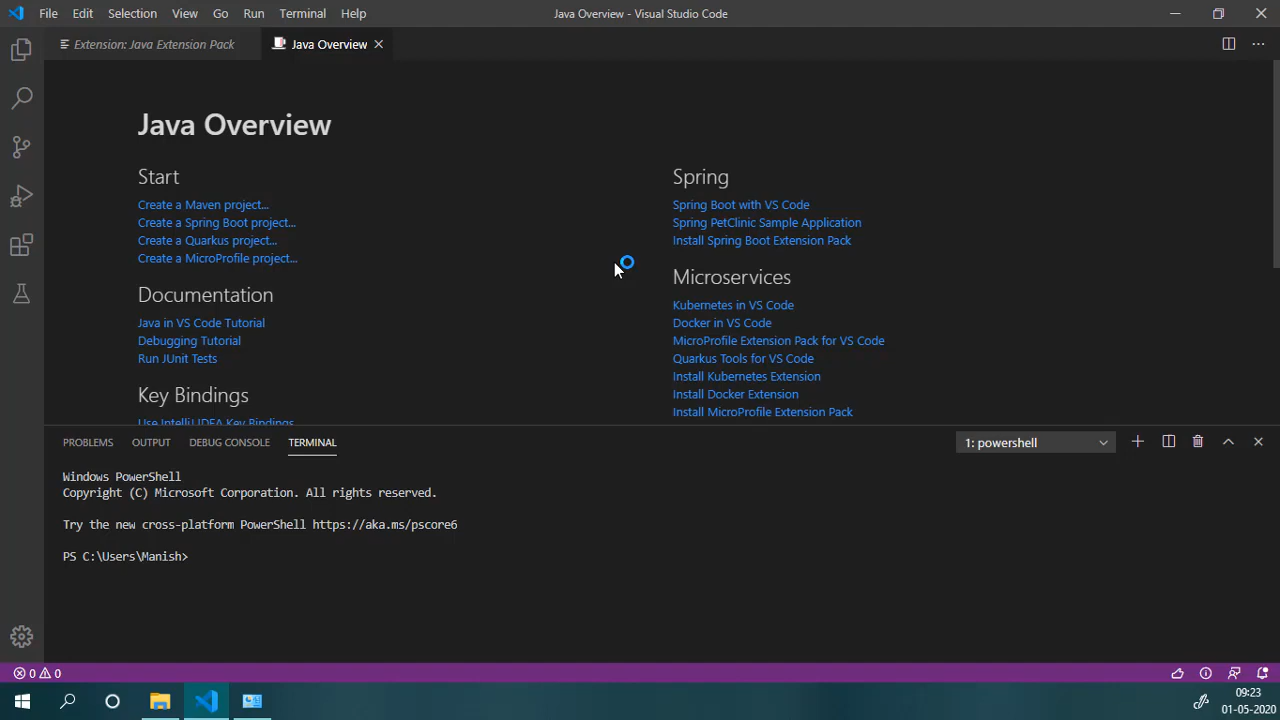 File Edit Selection View Go Run Terminal Help
Java Overview - Visual Studio Code
Extension: Java Extension Pack
Java Overview
Java Overview
Start
Create a Maven project...
Create a Spring Boot project...
Create a Quarkus project...
Create a MicroProfile project...
Documentation
Java in VS Code Tutorial
Debugging Tutorial
Run JUnit Tests
Key Bindings
Use IntelliJ IDEA Key Bindings
Spring
Spring Boot with VS Code
Spring PetClinic Sample Application
Install Spring Boot Extension Pack
Microservices
Kubernetes in VS Code
Docker in VS Code
MicroProfile Extension Pack for VS Code
Quarkus Tools for VS Code
Install Kubernetes Extension
Install Docker Extension
Install MicroProfile Extension Pack
PROBLEMS OUTPUT DEBUG CONSOLE TERMINAL
1: powershell
Windows PowerShell
Copyright (C) Microsoft Corporation. All rights reserved.
Try the new cross-platform PowerShell https://aka.ms/pscore6
PS C:\Users\Manish>
0 0
09:23
01-05-2020